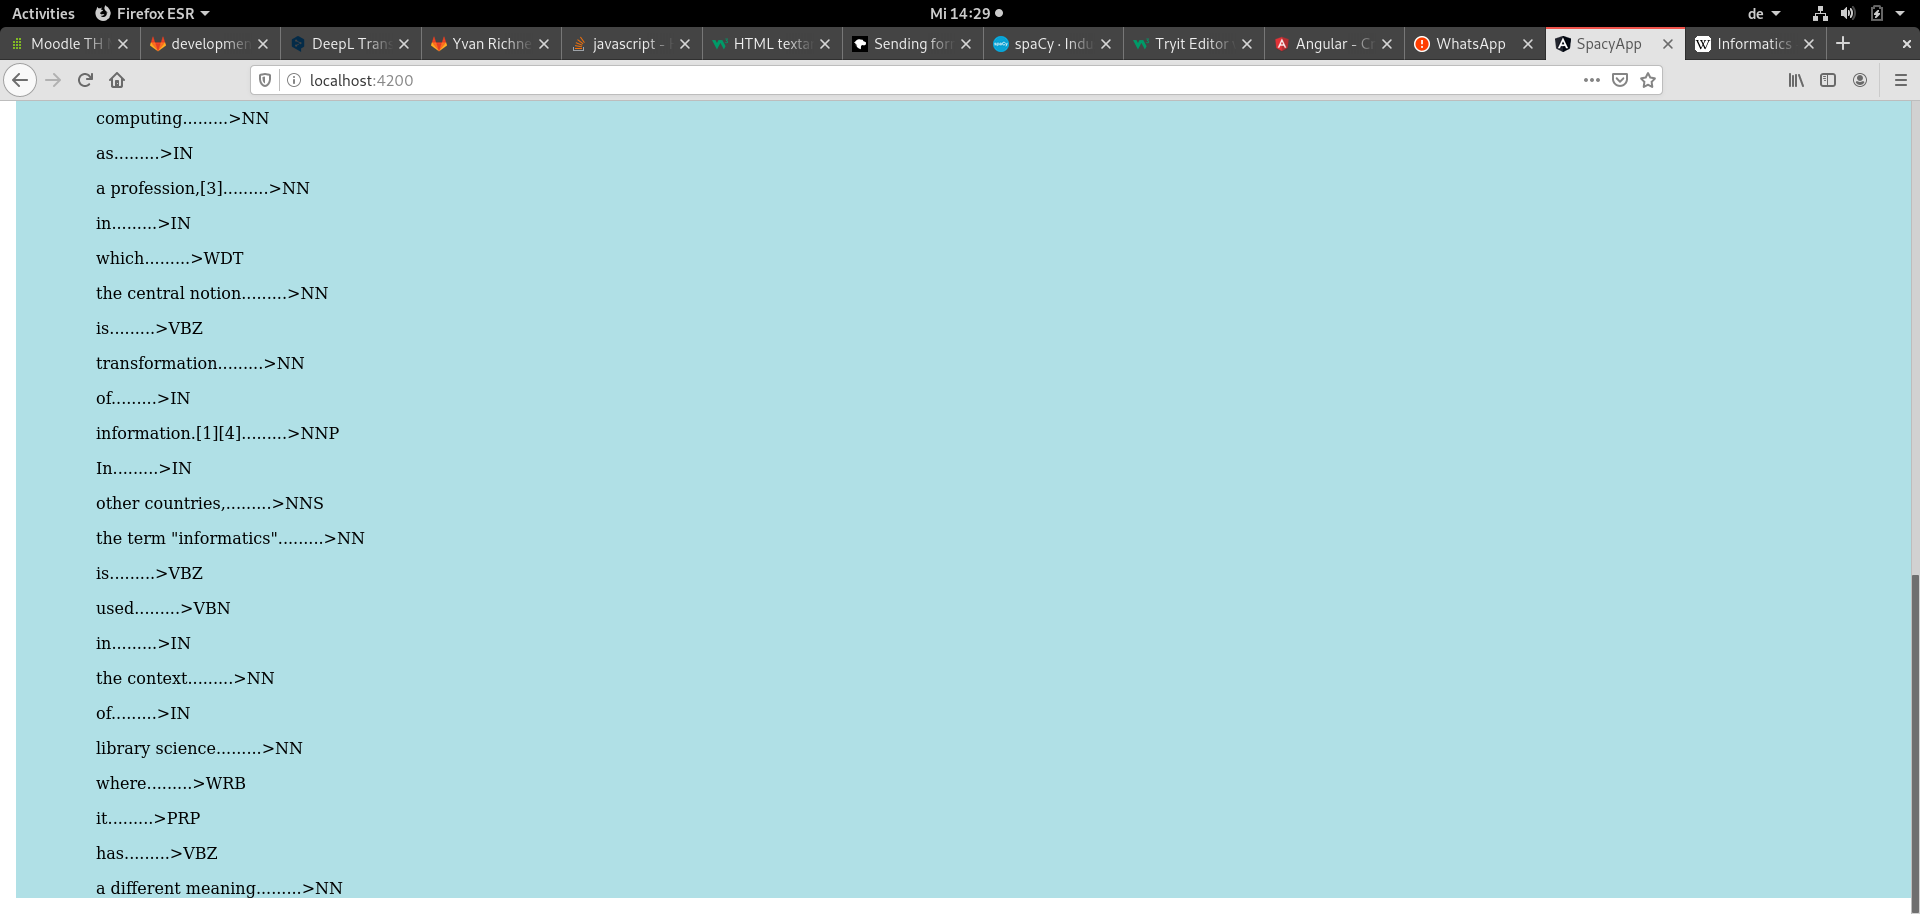 Activities Firefox ESR Mi 14:29 de
Moodle TH developmen DeepL Tran Yvan Richne javascript - HTML texta Sending for spaCy · Indu Tryit Editor Angular - C WhatsApp SpacyApp Informatics
localhost:4200
computing.........>NN
as.........>IN
a profession,[3].........>NN
in.........>IN
which.........>WDT
the central notion.........>NN
is.........>VBZ
transformation.........>NN
of.........>IN
information.[1][4].........>NNP
In.........>IN
other countries,.........>NNS
the term "informatics".........>NN
is.........>VBZ
used.........>VBN
in.........>IN
the context.........>NN
of.........>IN
library science.........>NN
where.........>WRB
it.........>PRP
has.........>VBZ
a different meaning.........>NN